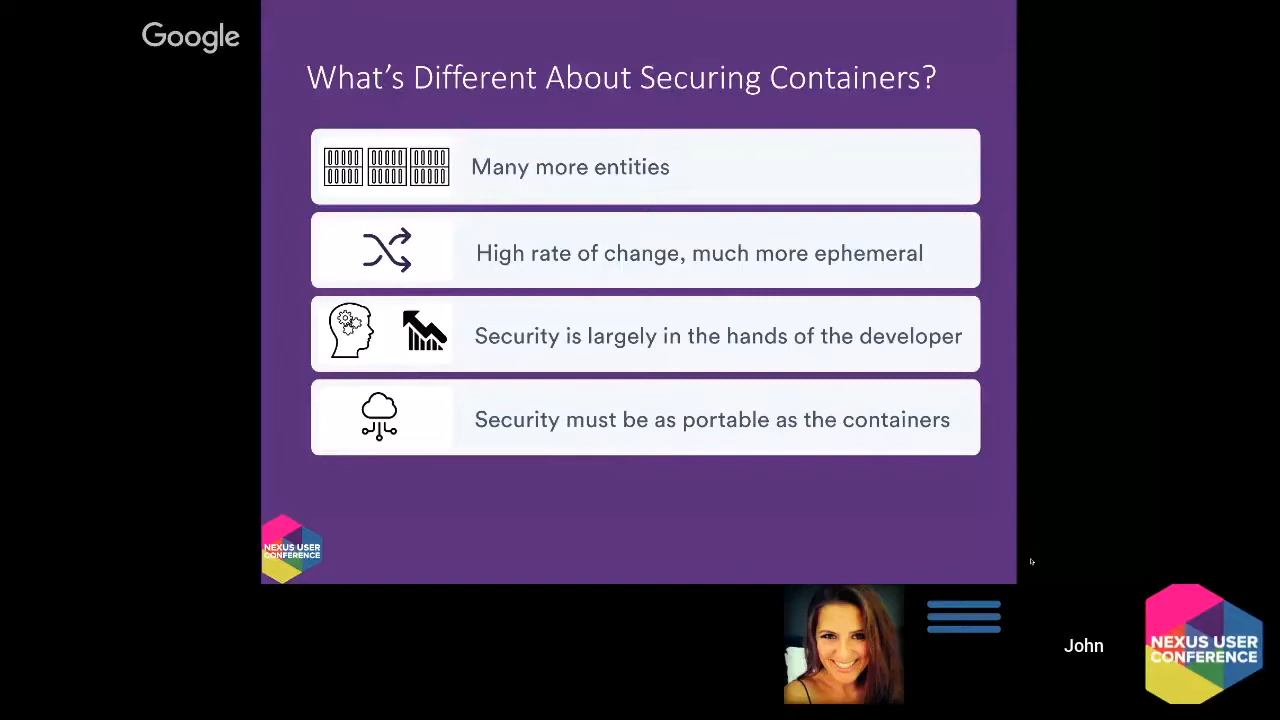 Google
What's Different About Securing Containers?
Many more entities
High rate of change, much more ephemeral
Security is largely in the hands of the developer
Security must be as portable as the containers
NEXUS USER
CONFERENCE
John
NEXUS USER
CONFERENCE